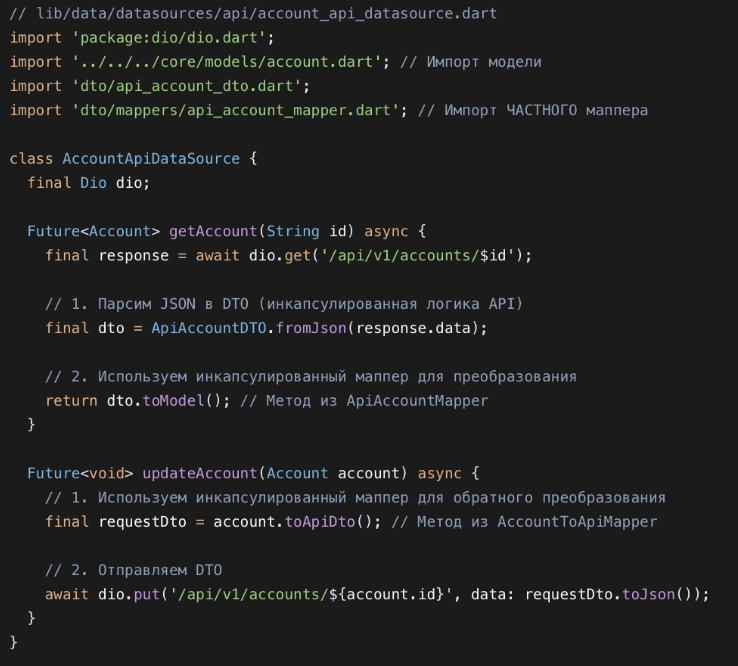 // lib/data/datasources/api/account_api_datasource.dart
import 'package:dio/dio.dart';
import '../../../core/models/account.dart'; // Импорт модели
import 'dto/api_account_dto.dart';
import 'dto/mappers/api_account_mapper.dart'; // Импорт ЧАСТНОГО маппера

class AccountApiDataSource {
  final Dio dio;

  Future<Account> getAccount(String id) async {
    final response = await dio.get('/api/v1/accounts/$id');

    // 1. Парсим JSON в DTO (инкапсулированная логика API)
    final dto = ApiAccountDTO.fromJson(response.data);

    // 2. Используем инкапсулированный маппер для преобразования
    return dto.toModel(); // Метод из ApiAccountMapper
  }

  Future<void> updateAccount(Account account) async {
    // 1. Используем инкапсулированный маппер для обратного преобразования
    final requestDto = account.toApiDto(); // Метод из AccountToApiMapper

    // 2. Отправляем DTO
    await dio.put('/api/v1/accounts/${account.id}', data: requestDto.toJson());
  }
}